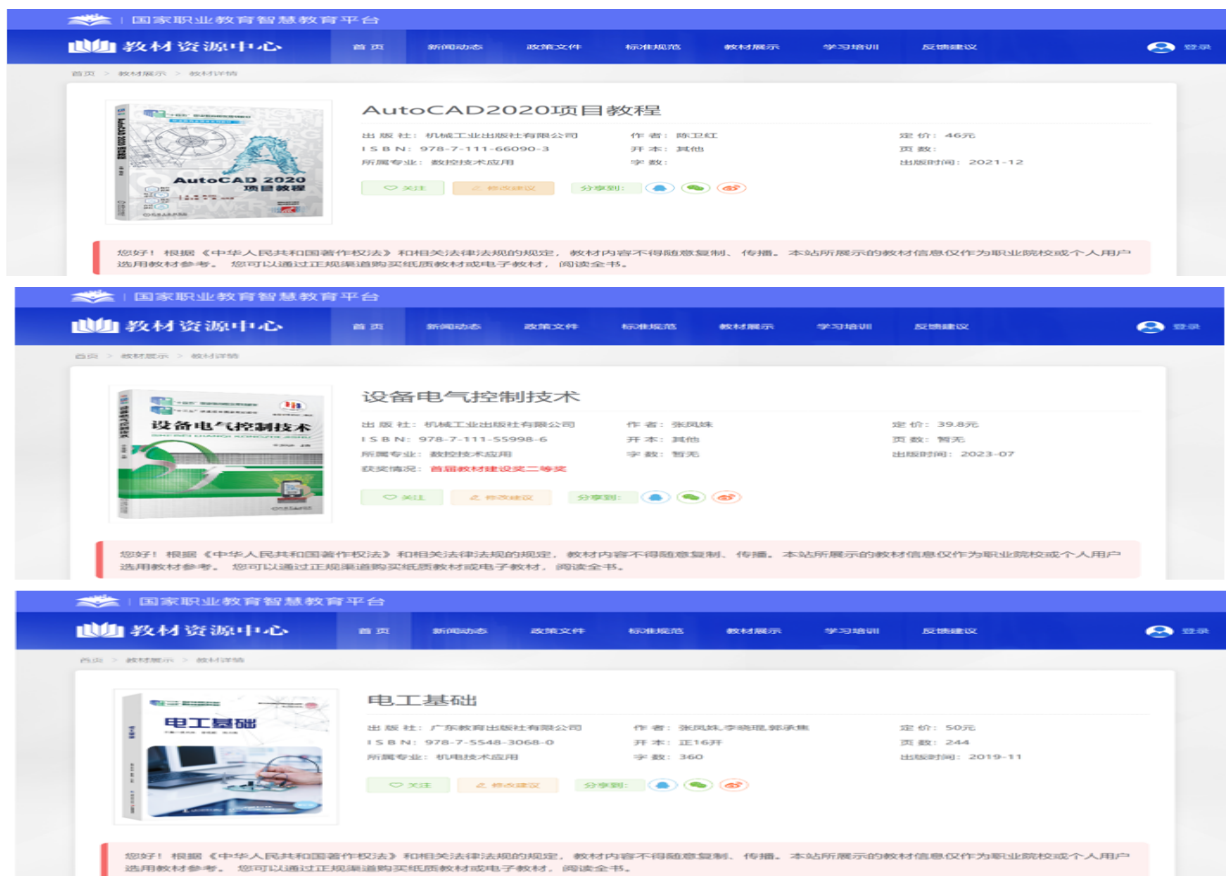 国家职业教育智慧教育平台
教材资源中心 首 页 新闻动态 政策文件 标准规范 教材展示 学习培训 反馈建议 登录
首页 > 教材展示 > 教材详情
AutoCAD2020项目教程
出 版 社: 机械工业出版社有限公司 作 者: 陈卫红 定 价: 46元
I S B N: 978-7-111-66090-3 开 本: 其他 页 数:
所属专业: 数控技术应用 字 数: 出版时间: 2021-12
AutoCAD 2020
项目教程
关注 修改建议 分享到:
您好！根据《中华人民共和国著作权法》和相关法律法规的规定，教材内容不得随意复制、传播。本站所展示的教材信息仅作为职业院校或个人用户
选用教材参考。 您可以通过正规渠道购买纸质教材或电子教材，阅读全书。
国家职业教育智慧教育平台
教材资源中心 首 页 新闻动态 政策文件 标准规范 教材展示 学习培训 反馈建议 登录
首页 > 教材展示 > 教材详情
设备电气控制技术
设备电气控制技术
出 版 社: 机械工业出版社有限公司 作 者: 张凤姝 定 价: 39.8元
I S B N: 978-7-111-55998-6 开 本: 其他 页 数: 暂无
所属专业: 数控技术应用 字 数: 暂无 出版时间: 2023-07
获奖情况: 首届教材建设奖二等奖
关注 修改建议 分享到:
您好！根据《中华人民共和国著作权法》和相关法律法规的规定，教材内容不得随意复制、传播。本站所展示的教材信息仅作为职业院校或个人用户
选用教材参考。 您可以通过正规渠道购买纸质教材或电子教材，阅读全书。
国家职业教育智慧教育平台
教材资源中心 首 页 新闻动态 政策文件 标准规范 教材展示 学习培训 反馈建议 登录
首页 > 教材展示 > 教材详情
电工基础
电工基础
出 版 社: 广东教育出版社有限公司 作 者: 张凤姝,李晓琨,郭承焦 定 价: 50元
I S B N: 978-7-5548-3068-0 开 本: 正16开 页 数: 244
所属专业: 机电技术应用 字 数: 360 出版时间: 2019-11
关注 修改建议 分享到:
您好！根据《中华人民共和国著作权法》和相关法律法规的规定，教材内容不得随意复制、传播。本站所展示的教材信息仅作为职业院校或个人用户
选用教材参考。 您可以通过正规渠道购买纸质教材或电子教材，阅读全书。